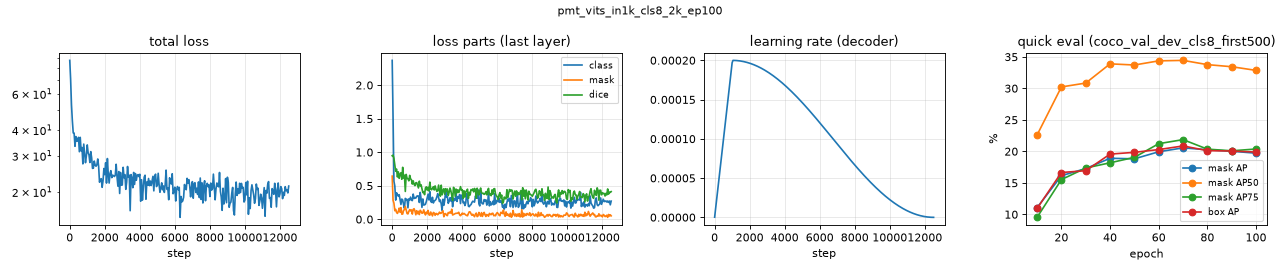 pmt_vits_in1k_cls8_2k_ep100
total loss
6 × 10¹
4 × 10¹
3 × 10¹
2 × 10¹
0 2000 4000 6000 8000 1000012000
step
loss parts (last layer)
class
mask
dice
2.0
1.5
1.0
0.5
0.0
0 2000 4000 6000 8000 1000012000
step
learning rate (decoder)
0.00020
0.00015
0.00010
0.00005
0.00000
0 2000 4000 6000 8000 1000012000
step
quick eval (coco_val_dev_cls8_first500)
%
35
30
25
20
15
10
mask AP
mask AP50
mask AP75
box AP
20 40 60 80 100
epoch